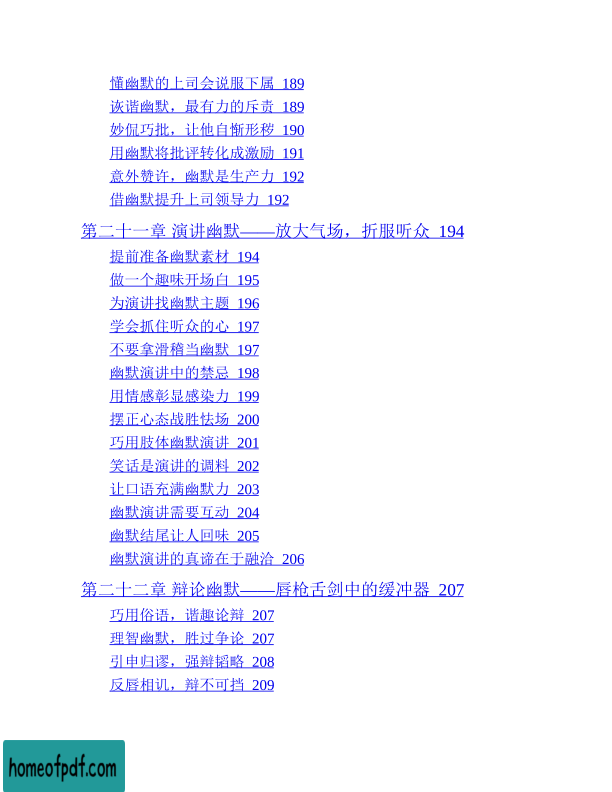 懂幽默的上司会说服下属 189
诙谐幽默，最有力的斥责 189
妙侃巧批，让他自惭形秽 190
用幽默将批评转化成激励 191
意外赞许，幽默是生产力 192
借幽默提升上司领导力 192
第二十一章 演讲幽默——放大气场，折服听众 194
提前准备幽默素材 194
做一个趣味开场白 195
为演讲找幽默主题 196
学会抓住听众的心 197
不要拿滑稽当幽默 197
幽默演讲中的禁忌 198
用情感彰显感染力 199
摆正心态战胜怯场 200
巧用肢体幽默演讲 201
笑话是演讲的调料 202
让口语充满幽默力 203
幽默演讲需要互动 204
幽默结尾让人回味 205
幽默演讲的真谛在于融洽 206
第二十二章 辩论幽默——唇枪舌剑中的缓冲器 207
巧用俗语，谐趣论辩 207
理智幽默，胜过争论 207
引申归谬，强辩韬略 208
反唇相讥，辩不可挡 209
homeofpdf.com